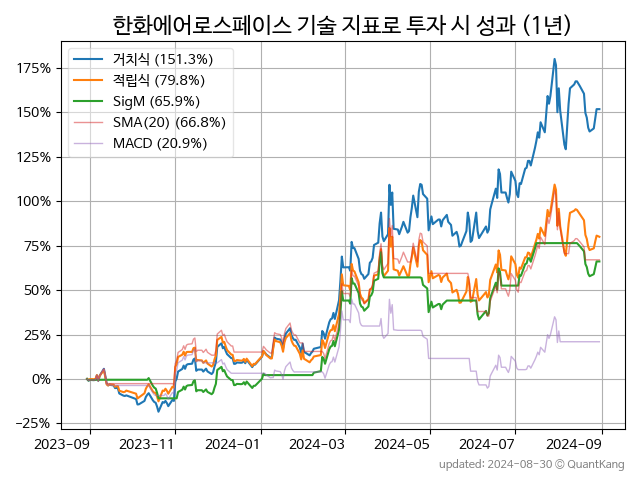 한화에어로스페이스 기술 지표로 투자 시 성과 (1년)
거치식 (151.3%)
적립식 (79.8%)
SigM (65.9%)
SMA(20) (66.8%)
MACD (20.9%)
175%
150%
125%
100%
75%
50%
25%
0%
−25%
2023-09 2023-11 2024-01 2024-03 2024-05 2024-07 2024-09
updated: 2024-08-30 © QuantKang